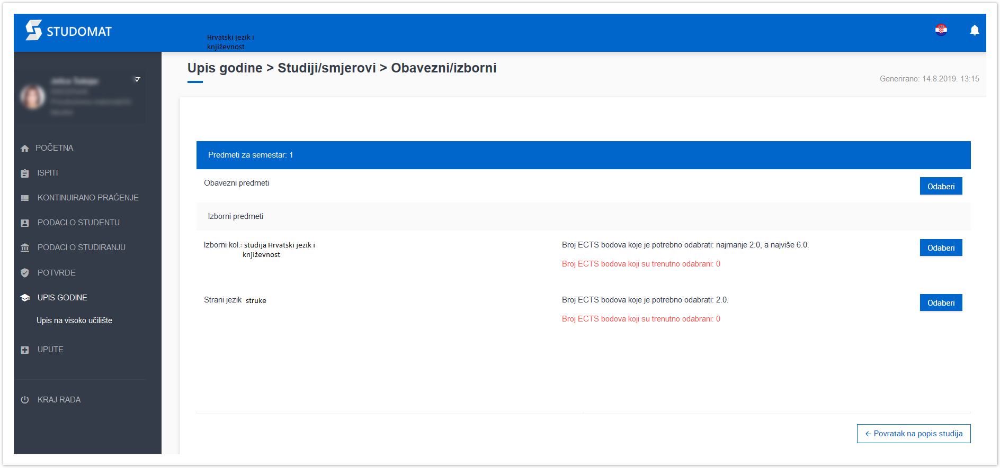 STUDOMAT
Hrvatski jezik i
književnost
Upis godine > Studiji/smjerovi > Obavezni/izborni
Generirano: 14.8.2019. 13:15
POČETNA
ISPITI
KONTINUIRANO PRAĆENJE
PODACI O STUDENTU
PODACI O STUDIRANJU
POTVRDE
UPIS GODINE
Upis na visoko učilište
UPUTE
KRAJ RADA
Predmeti za semestar: 1
Obavezni predmeti
Odaberi
Izborni predmeti
Izborni kol.: studija Hrvatski jezik i
književnost
Broj ECTS bodova koje je potrebno odabrati: najmanje 2.0, a najviše 6.0.
Odaberi
Broj ECTS bodova koji su trenutno odabrani: 0
Strani jezik struke
Broj ECTS bodova koje je potrebno odabrati: 2.0.
Odaberi
Broj ECTS bodova koji su trenutno odabrani: 0
← Povratak na popis studija